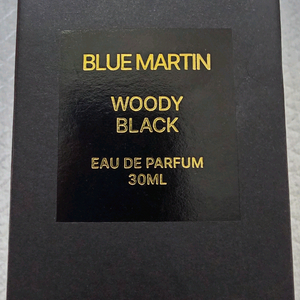 BLUE MARTIN
WOODY
BLACK
EAU DE PARFUM
30ML